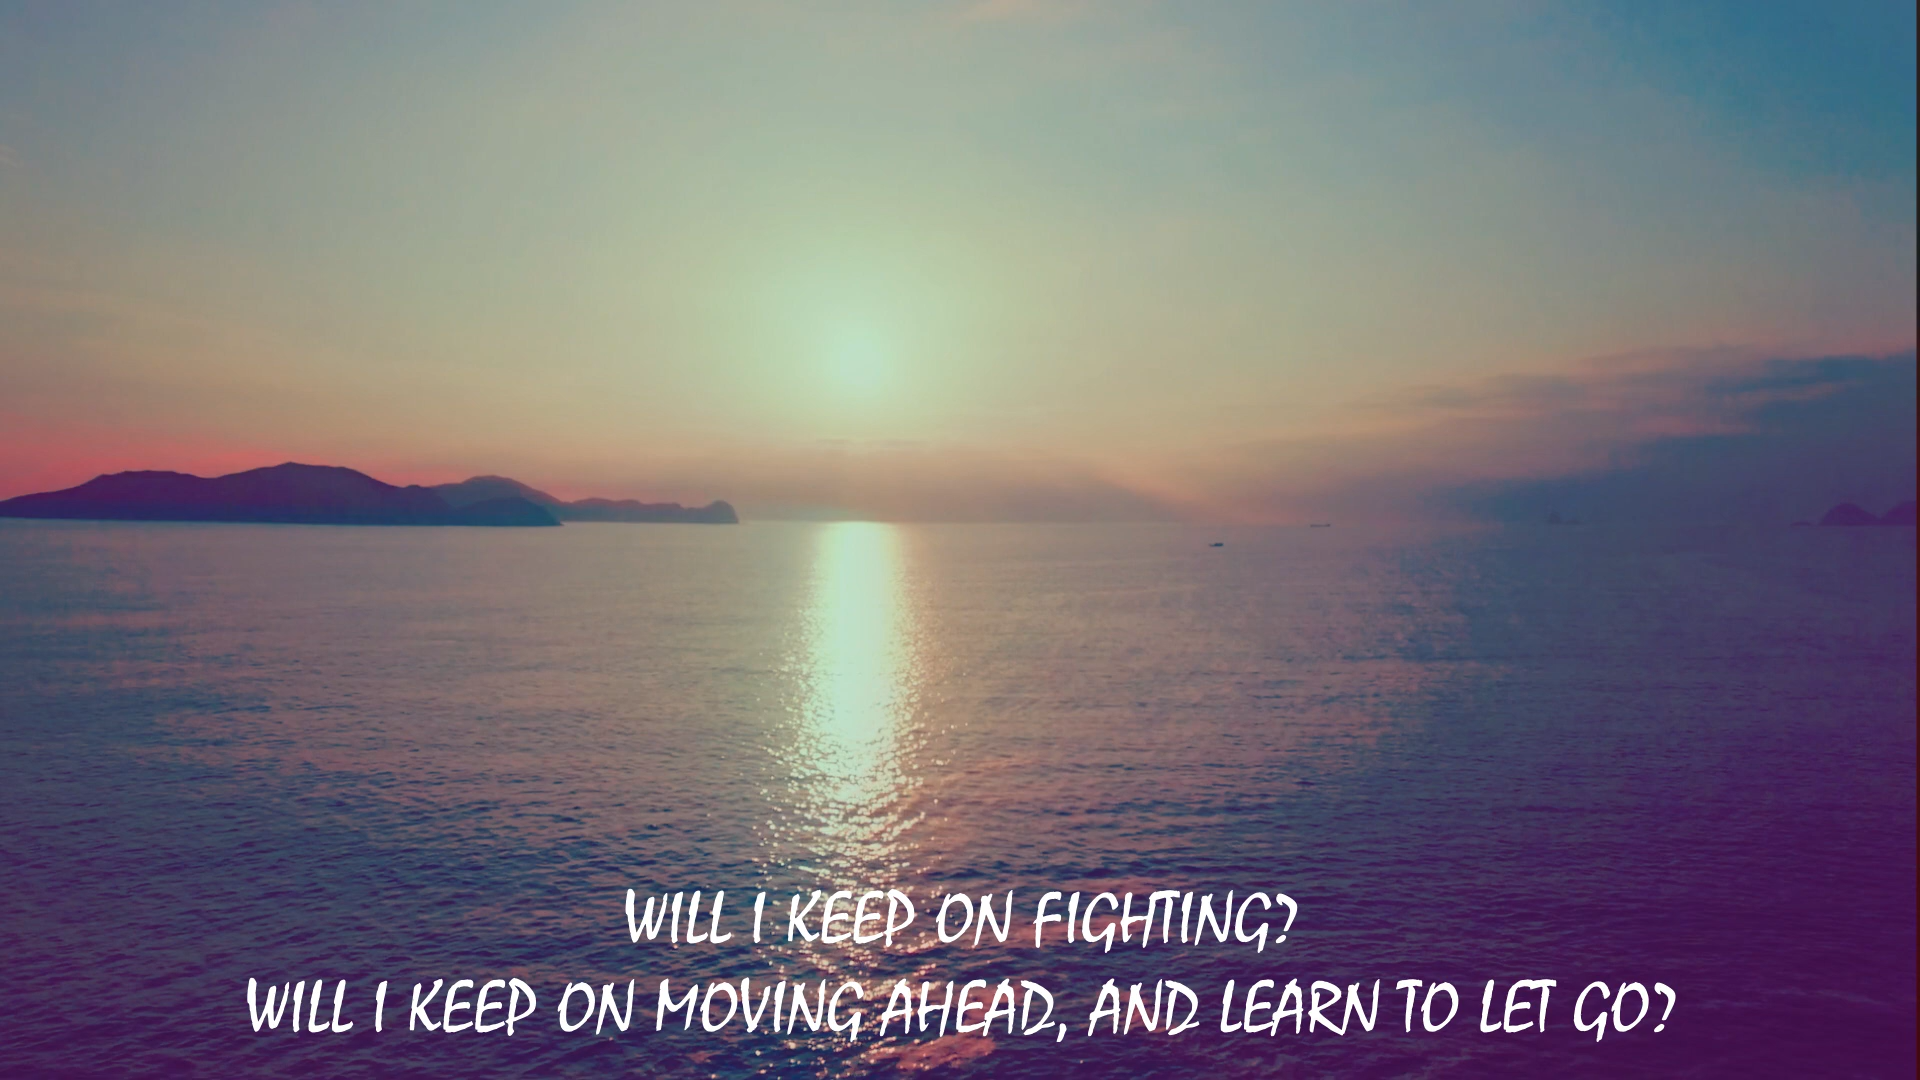 WILL I KEEP ON FIGHTING?
WILL I KEEP ON MOVING AHEAD, AND LEARN TO LET GO?